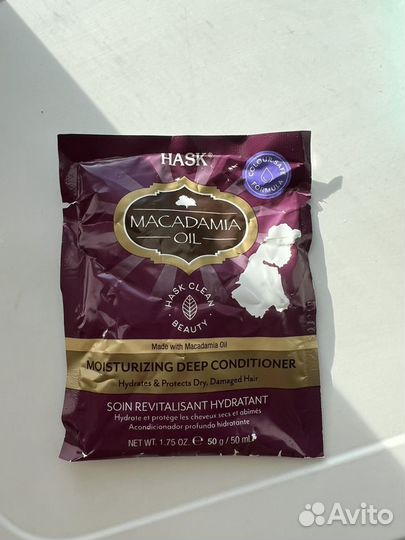 HASK®
COLOUR SAFE
FORMULA
MACADAMIA
OIL
HASK CLEAN
BEAUTY
Made with Macadamia Oil
MOISTURIZING DEEP CONDITIONER
Hydrates & Protects Dry, Damaged Hair
SOIN REVITALISANT HYDRATANT
Hydrate et protège les cheveux secs et abîmés
Acondicionador profundo hidratante
NET WT. 1.75 OZ. ℮ 50 g / 50 mL
Avito